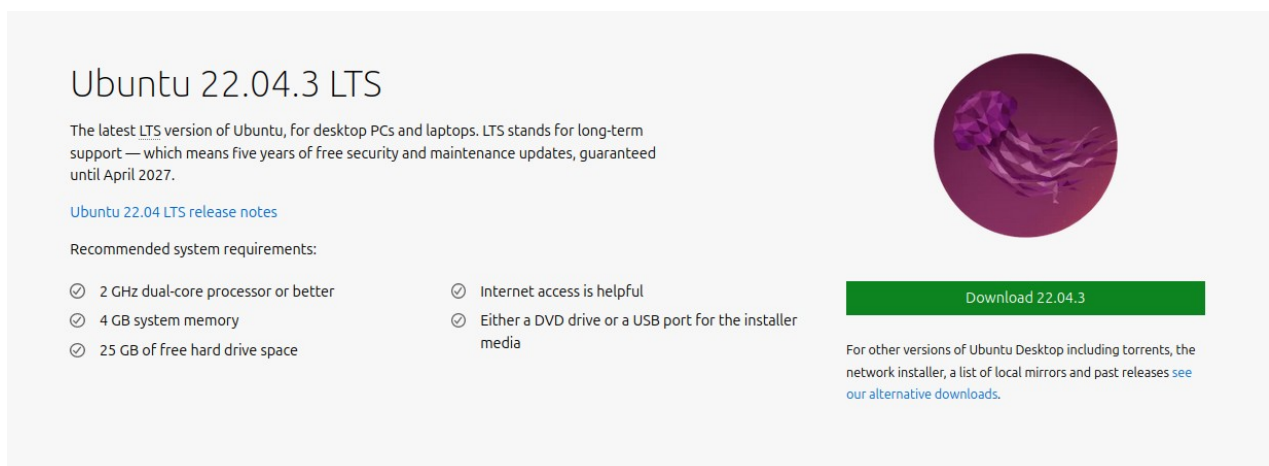 Ubuntu 22.04.3 LTS
The latest LTS version of Ubuntu, for desktop PCs and laptops. LTS stands for long-term
support — which means five years of free security and maintenance updates, guaranteed
until April 2027.
Ubuntu 22.04 LTS release notes
Recommended system requirements:
2 GHz dual-core processor or better
4 GB system memory
25 GB of free hard drive space
Internet access is helpful
Either a DVD drive or a USB port for the installer
media
Download 22.04.3
For other versions of Ubuntu Desktop including torrents, the
network installer, a list of local mirrors and past releases see
our alternative downloads.